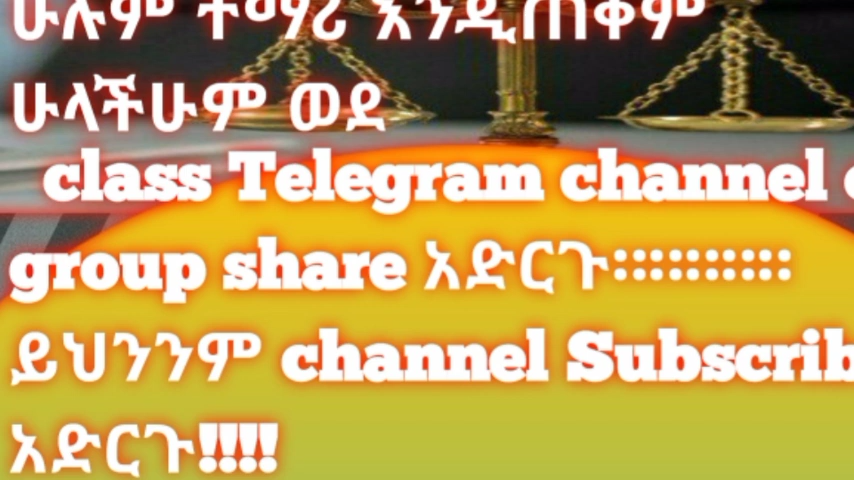 ሁሉም ተማሪ እንዲጠቀም
ሁላችሁም ወደ
class Telegram channel
group share አድርጉ::::::::::
ይህንንም channel
አድርጉ!!!!